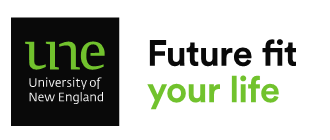 une
University of
New England
Future fit
your life